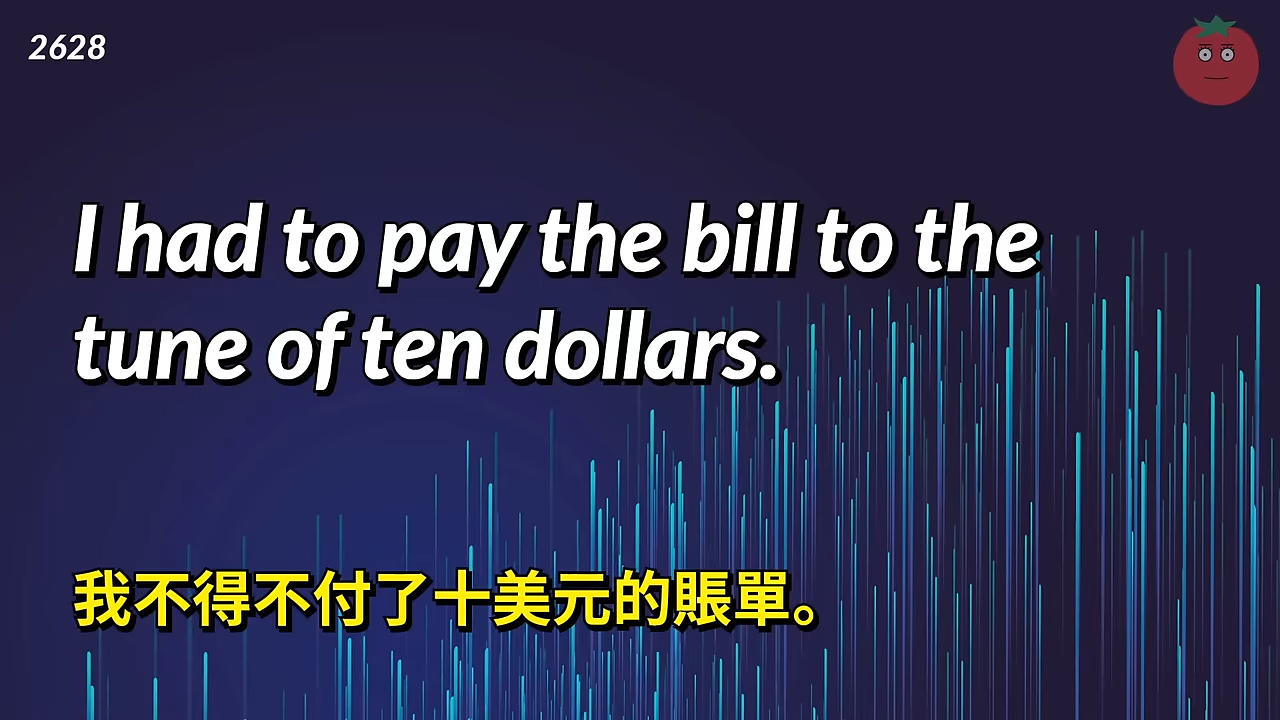 2628
I had to pay the bill to the
tune of ten dollars.
我不得不付了十美元的賬單。